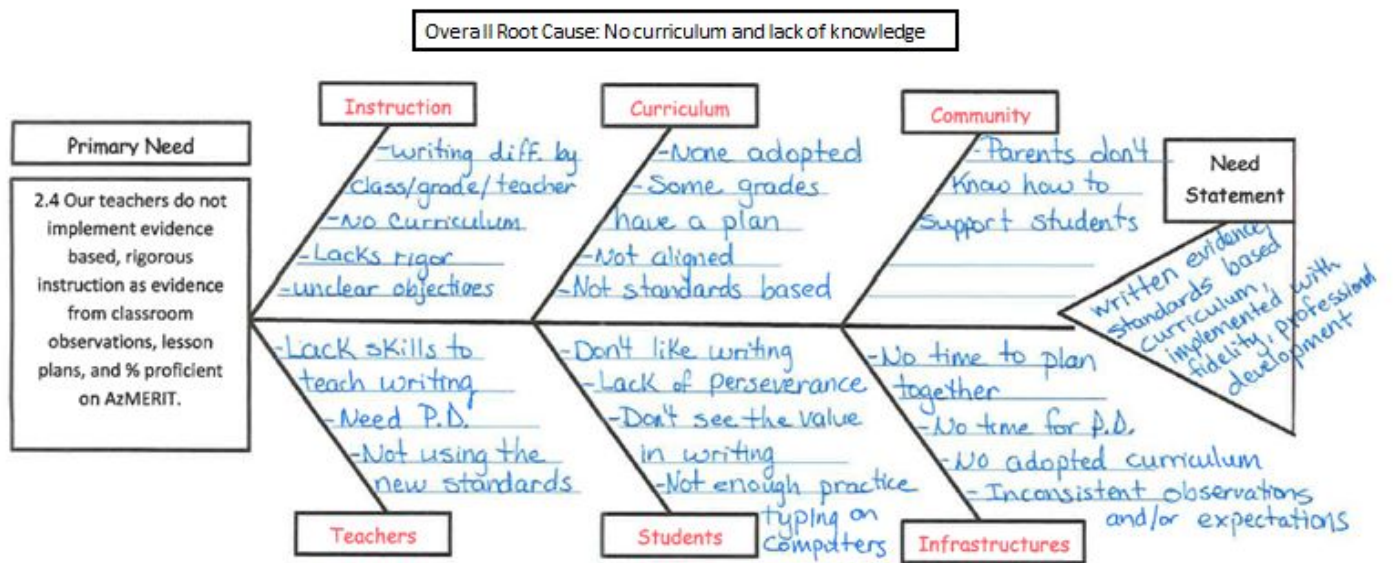 Overall Root Cause: No curriculum and lack of knowledge
Primary Need
2.4 Our teachers do not
implement evidence
based, rigorous
instruction as evidence
from classroom
observations, lesson
plans, and % proficient
on AzMERIT.
Instruction
-writing diff. by
class/grade/teacher
-No Curriculum
-Lacks rigor
-unclear objectives
Curriculum
-None adopted
-Some grades
have a plan
-Not aligned
-Not standards based
Community
-Parents don't
know how to
support students
Need
Statement
written evidence,
standards based
curriculum,
implemented with
fidelity, professional
development
-Lack skills to
teach writing
-Need P.D.
-Not using the
new standards
Teachers
-Don't like writing
-Lack of perseverance
-Don't see the value
in writing
-Not enough practice
typing on
computers
Students
-No time to plan
together
-No time for P.D.
-No adopted curriculum
-Inconsistent observations
and/or expectations
Infrastructures